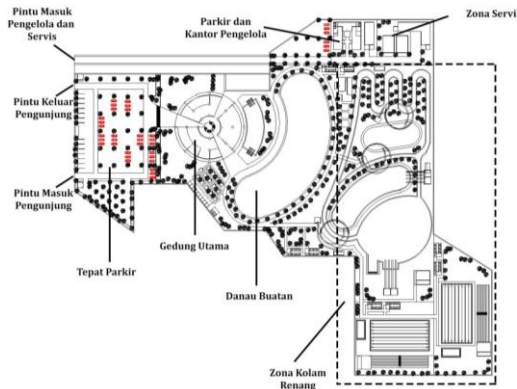 Pintu Masuk
Pengelola dan
Servis
Parkir dan
Kantor Pengelola
Zona Servi
Pintu Keluar
Pengunjung
Pintu Masuk
Pengunjung
Gedung Utama
Tepat Parkir
Danau Buatan
Zona Kolam
Renang